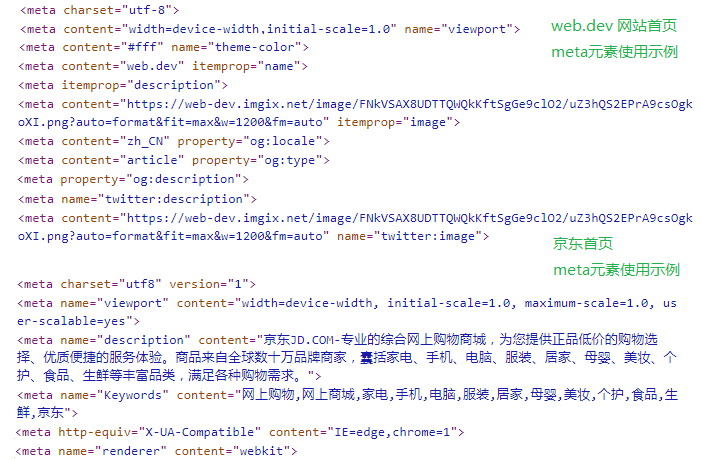 <meta charset="utf-8">
<meta content="width=device-width,initial-scale=1.0" name="viewport">
web.dev 网站首页
<meta content="#fff" name="theme-color">
meta元素使用示例
<meta content="web.dev" itemprop="name">
<meta itemprop="description">
<meta content="https://web-dev.imgix.net/image/FNkVSAX8UDTTQWQkKftSgGe9clO2/uZ3hQS2EPrA9csOgk
oXI.png?auto=format&fit=max&w=1200&fm=auto" itemprop="image">
<meta content="zh_CN" property="og:locale">
<meta content="article" property="og:type">
<meta property="og:description">
<meta name="twitter:description">
<meta content="https://web-dev.imgix.net/image/FNkVSAX8UDTTQWQkKftSgGe9clO2/uZ3hQS2EPrA9csOgk
oXI.png?auto=format&fit=max&w=1200&fm=auto" name="twitter:image">
京东首页
meta元素使用示例
<meta charset="utf8" version="1">
<meta name="viewport" content="width=device-width, initial-scale=1.0, maximum-scale=1.0, us
er-scalable=yes">
<meta name="description" content="京东JD.COM-专业的综合网上购物商城，为您提供正品低价的购物选
择、优质便捷的服务体验。商品来自全球数十万品牌商家，囊括家电、手机、电脑、服装、居家、母婴、美妆、个
护、食品、生鲜等丰富品类，满足各种购物需求。">
<meta name="Keywords" content="网上购物,网上商城,家电,手机,电脑,服装,居家,母婴,美妆,个护,食品,生
鲜,京东">
<meta http-equiv="X-UA-Compatible" content="IE=edge,chrome=1">
<meta name="renderer" content="webkit">